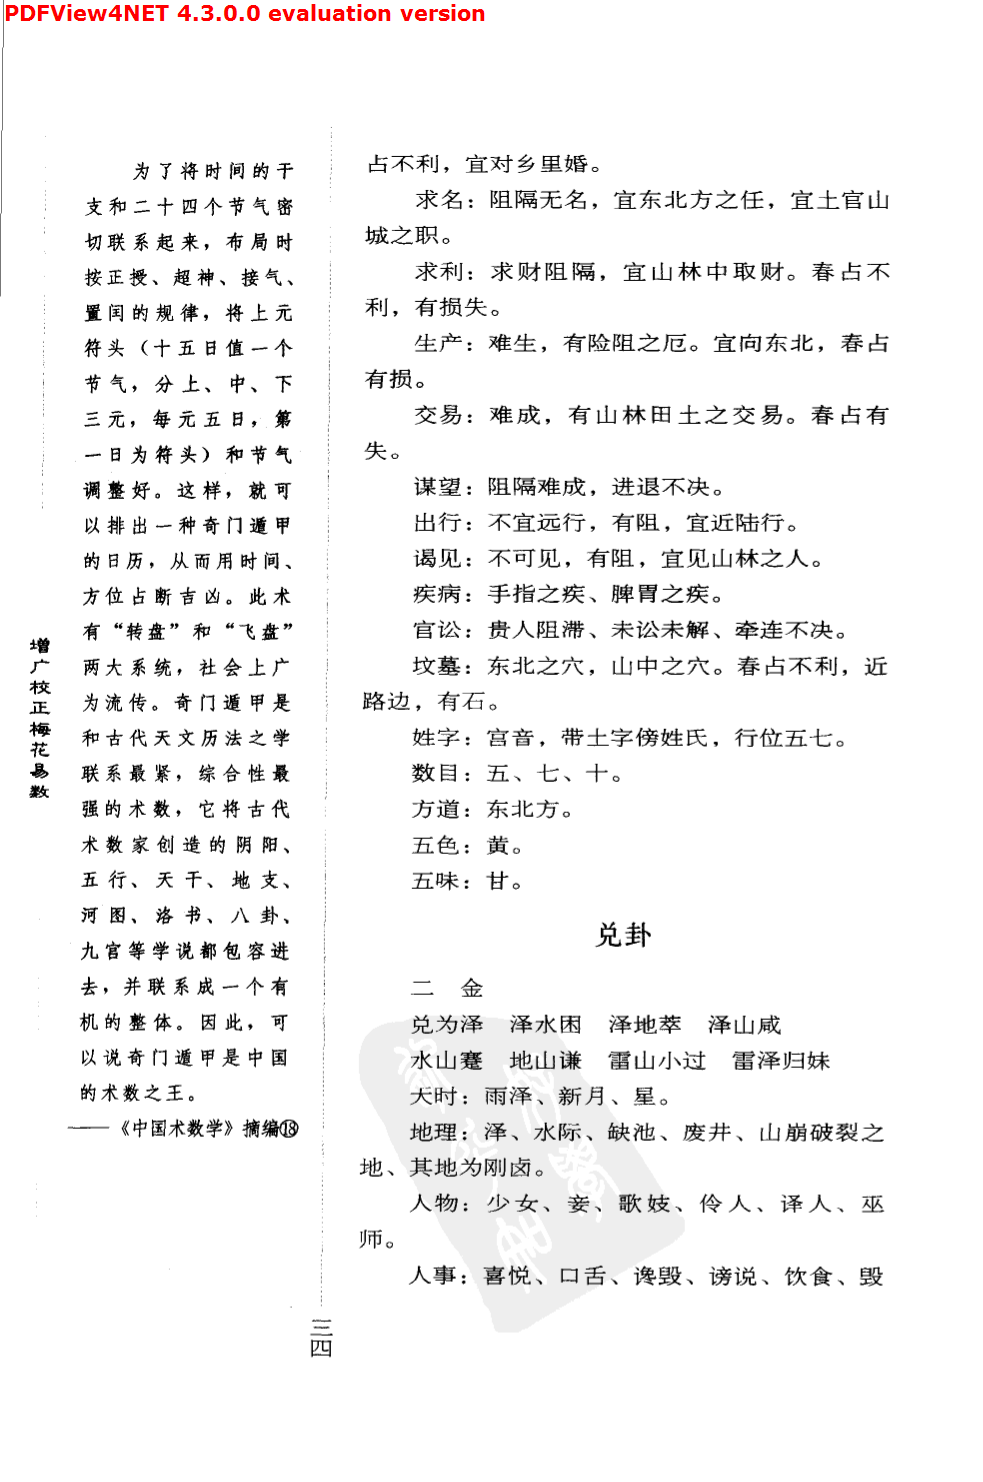 PDFView4NET 4.3.0.0 evaluation version
增广校正梅花易数
为了将时间的干
支和二十四个节气密
切联系起来，布局时
按正授、超神、接气、
置闰的规律，将上元
符头（十五日值一个
节气，分上、中、下
三元，每元五日，第
一日为符头）和节气
调整好。这样，就可
以排出一种奇门遁甲
的日历，从而用时间、
方位占断吉凶。此术
有“转盘”和“飞盘”
两大系统，社会上广
为流传。奇门遁甲是
和古代天文历法之学
联系最紧，综合性最
强的术数，它将古代
术数家创造的阴阳、
五行、天干、地支、
河图、洛书、八卦、
九宫等学说都包容进
去，并联系成一个有
机的整体。因此，可
以说奇门遁甲是中国
的术数之王。
——《中国术数学》摘编⑱
占不利，宜对乡里婚。
求名：阻隔无名，宜东北方之任，宜土官山
城之职。
求利：求财阻隔，宜山林中取财。春占不
利，有损失。
生产：难生，有险阻之厄。宜向东北，春占
有损。
交易：难成，有山林田土之交易。春占有
失。
谋望：阻隔难成，进退不决。
出行：不宜远行，有阻，宜近陆行。
谒见：不可见，有阻，宜见山林之人。
疾病：手指之疾、脾胃之疾。
官讼：贵人阻滞、未讼未解、牵连不决。
坟墓：东北之穴，山中之穴。春占不利，近
路边，有石。
姓字：宫音，带土字傍姓氏，行位五七。
数目：五、七、十。
方道：东北方。
五色：黄。
五味：甘。
兑卦
二 金
兑为泽 泽水困 泽地萃 泽山咸
水山蹇 地山谦 雷山小过 雷泽归妹
天时：雨泽、新月、星。
地理：泽、水际、缺池、废井、山崩破裂之
地、其地为刚卤。
人物：少女、妾、歌妓、伶人、译人、巫
师。
人事：喜悦、口舌、谗毁、谤说、饮食、毁
三四